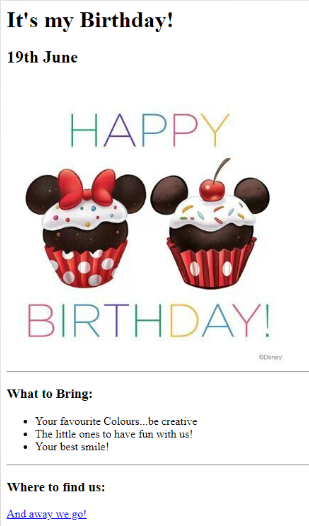 It's my Birthday!
19th June
HAPPY
BIRTHDAY!
©Disney
What to Bring:
Your favourite Colours...be creative
The little ones to have fun with us!
Your best smile!
Where to find us:
And away we go!